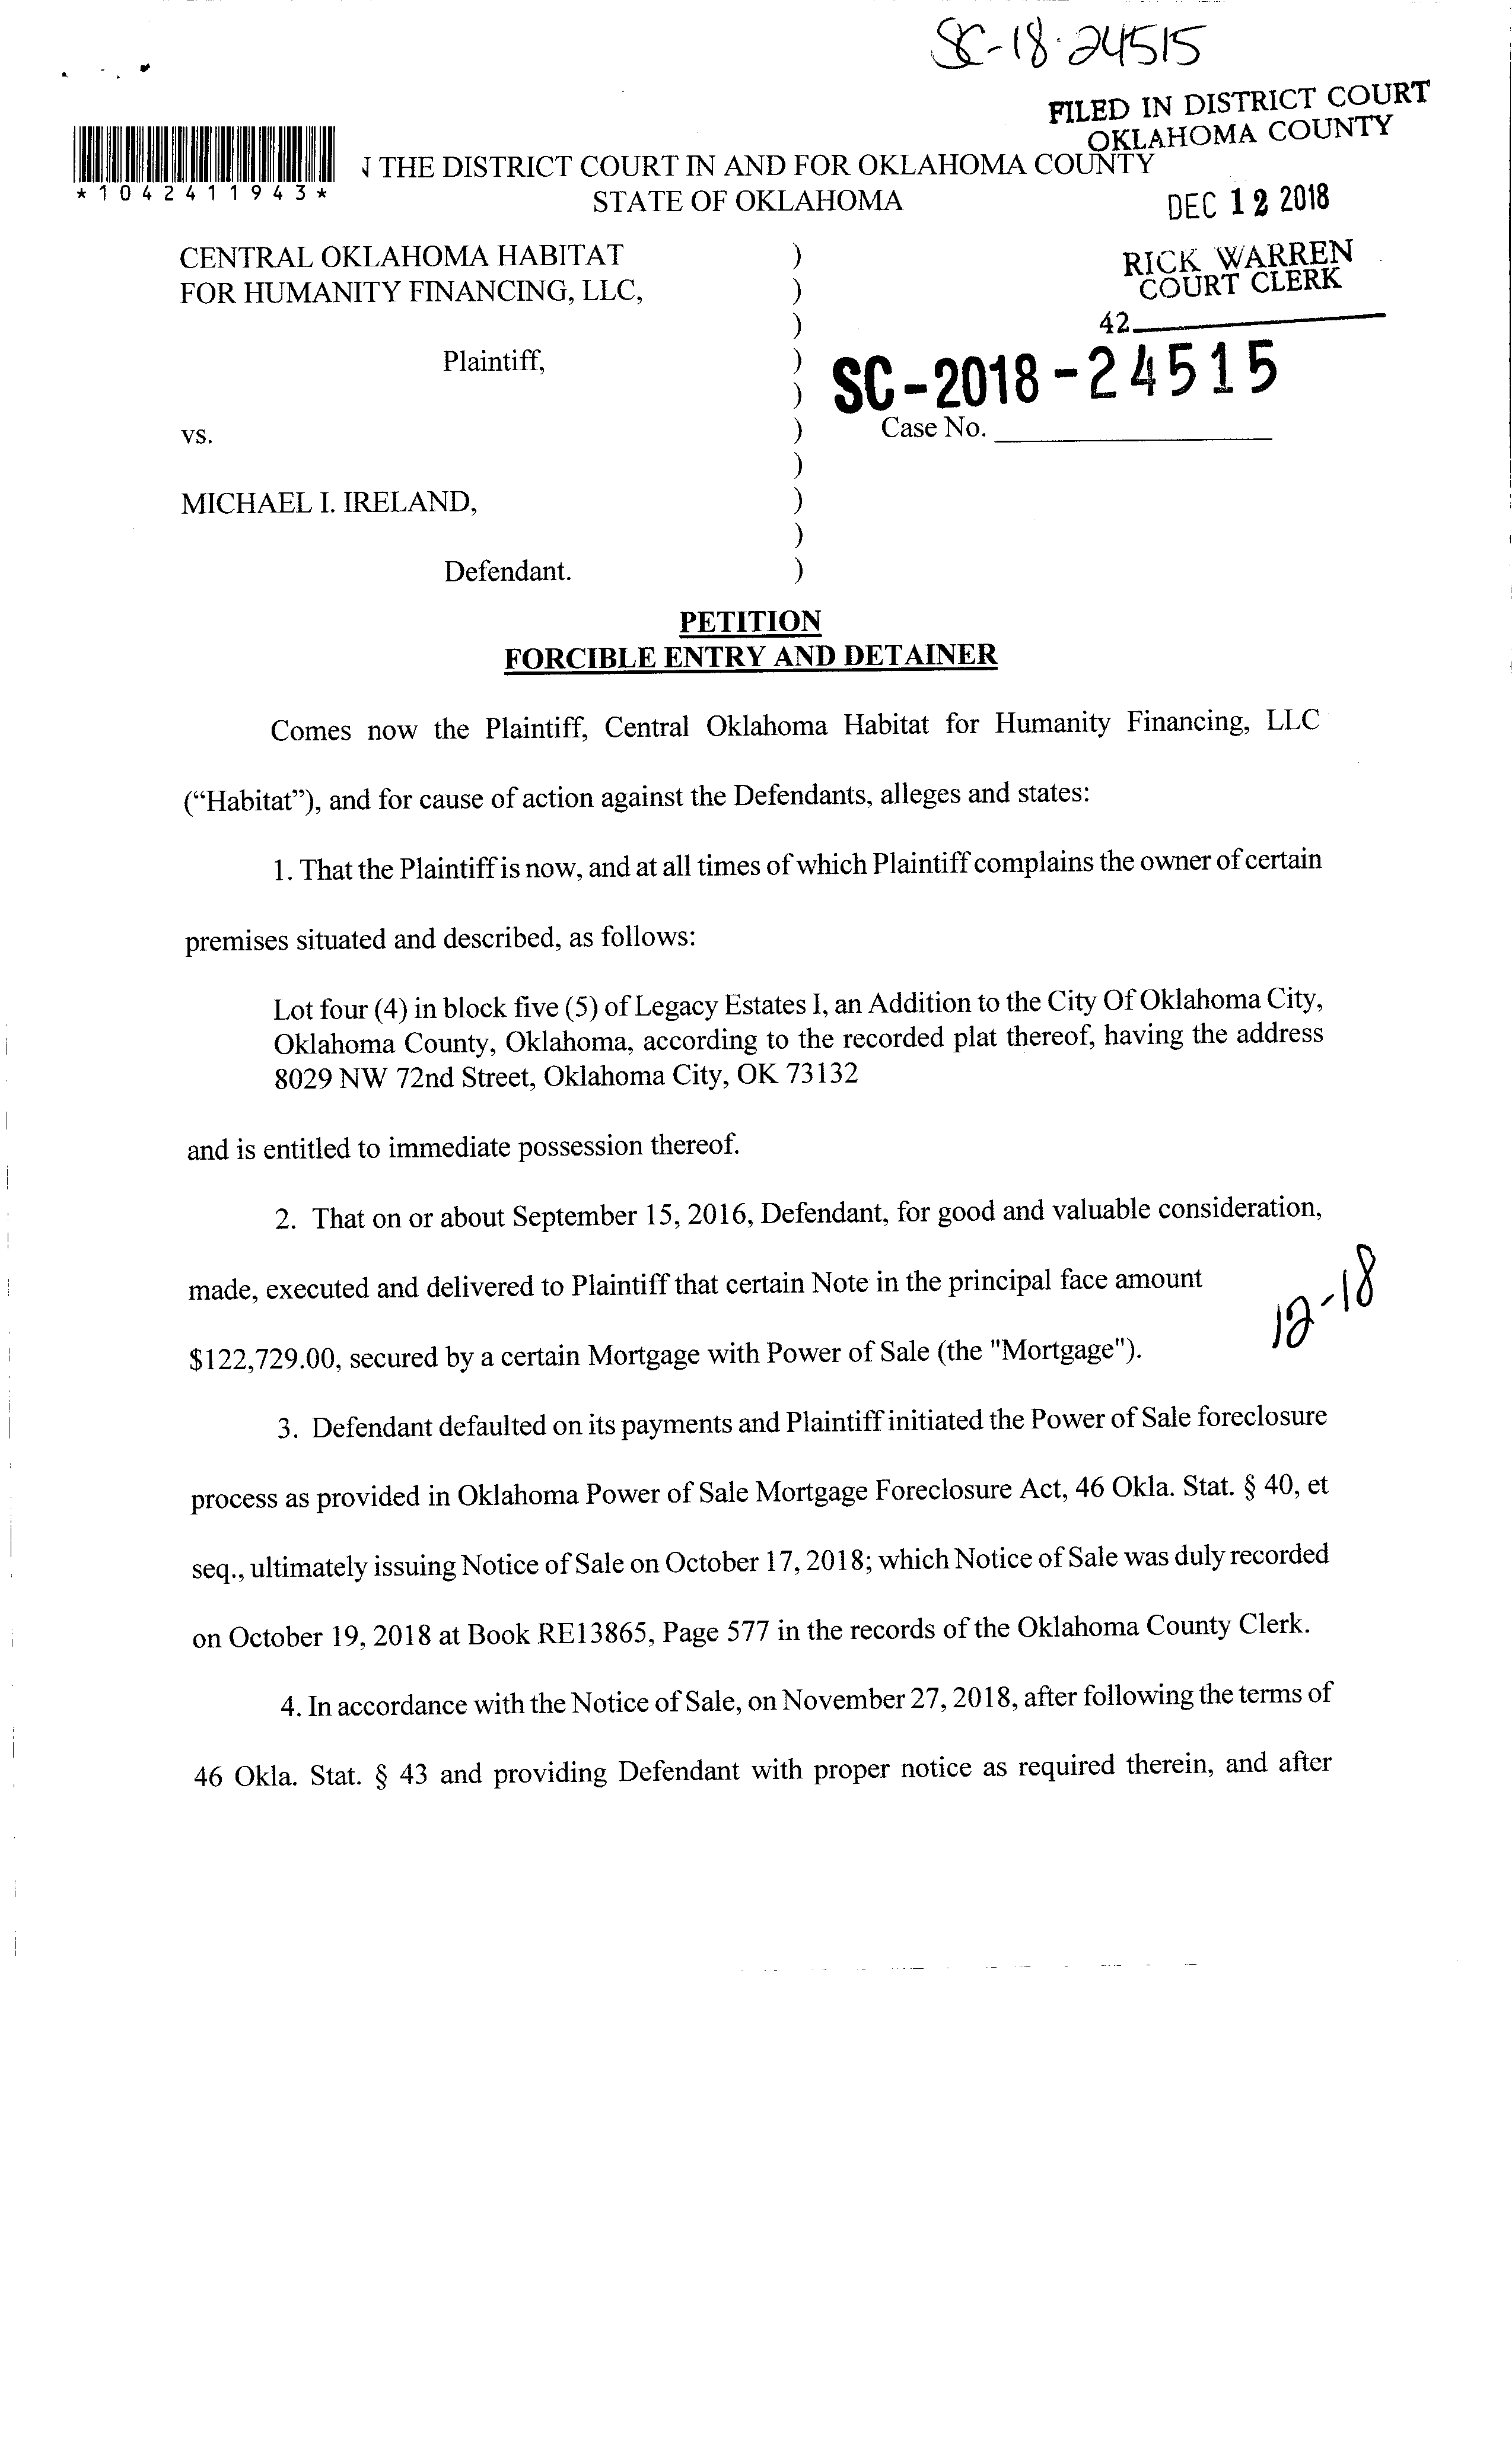 SC-18-24515
FILED IN DISTRICT COURT
OKLAHOMA COUNTY
THE DISTRICT COURT IN AND FOR OKLAHOMA COUNTY
*1042411943*
STATE OF OKLAHOMA
DEC 12 2018
CENTRAL OKLAHOMA HABITAT )
RICK WARREN
COURT CLERK
FOR HUMANITY FINANCING, LLC, )
)
42
Plaintiff, )
SC-2018-24515
)
vs. ) Case No.
)
MICHAEL I. IRELAND, )
)
Defendant. )
PETITION
FORCIBLE ENTRY AND DETAINER
Comes now the Plaintiff, Central Oklahoma Habitat for Humanity Financing, LLC
(“Habitat”), and for cause of action against the Defendants, alleges and states:
1. That the Plaintiff is now, and at all times of which Plaintiff complains the owner of certain
premises situated and described, as follows:
Lot four (4) in block five (5) of Legacy Estates I, an Addition to the City Of Oklahoma City,
Oklahoma County, Oklahoma, according to the recorded plat thereof, having the address
8029 NW 72nd Street, Oklahoma City, OK 73132
and is entitled to immediate possession thereof.
2. That on or about September 15, 2016, Defendant, for good and valuable consideration,
made, executed and delivered to Plaintiff that certain Note in the principal face amount
12-18
$122,729.00, secured by a certain Mortgage with Power of Sale (the "Mortgage").
3. Defendant defaulted on its payments and Plaintiff initiated the Power of Sale foreclosure
process as provided in Oklahoma Power of Sale Mortgage Foreclosure Act, 46 Okla. Stat. § 40, et
seq., ultimately issuing Notice of Sale on October 17, 2018; which Notice of Sale was duly recorded
on October 19, 2018 at Book RE13865, Page 577 in the records of the Oklahoma County Clerk.
4. In accordance with the Notice of Sale, on November 27, 2018, after following the terms of
46 Okla. Stat. § 43 and providing Defendant with proper notice as required therein, and after